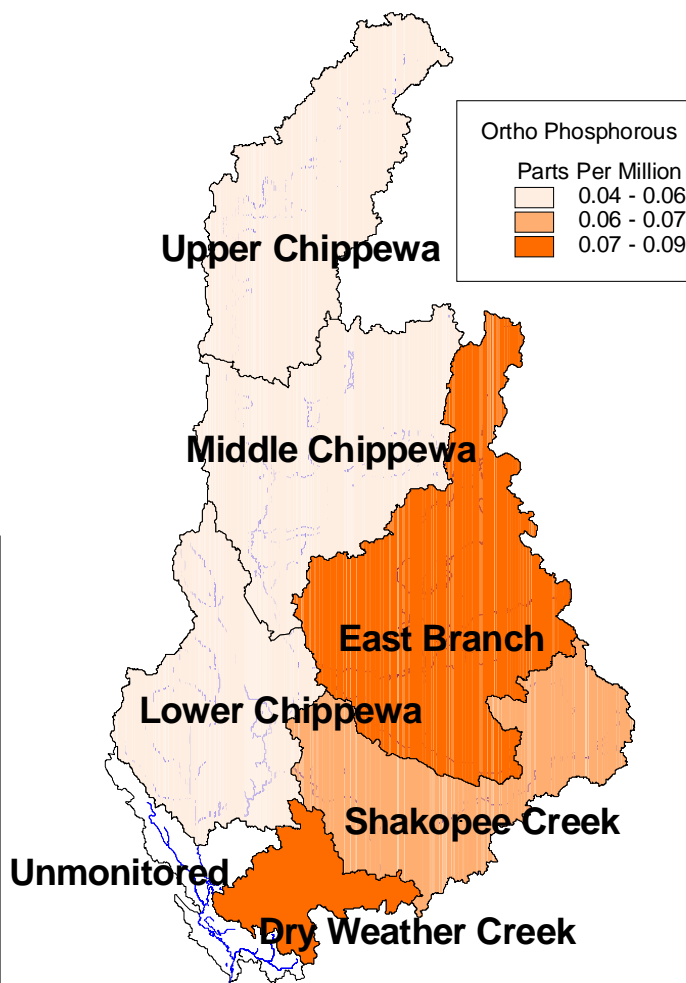 Ortho Phosphorous
Parts Per Million
0.04 - 0.06
0.06 - 0.07
0.07 - 0.09
Upper Chippewa
Middle Chippewa
East Branch
Lower Chippewa
Shakopee Creek
Unmonitored
Dry Weather Creek